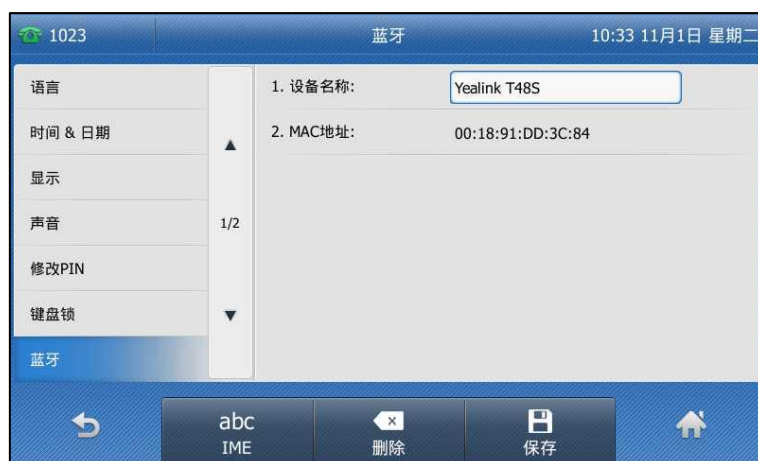 1023 蓝牙 10:33 11月1日 星期二
语言
时间 & 日期
显示
声音
修改PIN
键盘锁
蓝牙
1/2
1. 设备名称: Yealink T48S
2. MAC地址: 00:18:91:DD:3C:84
abc
IME
删除
保存